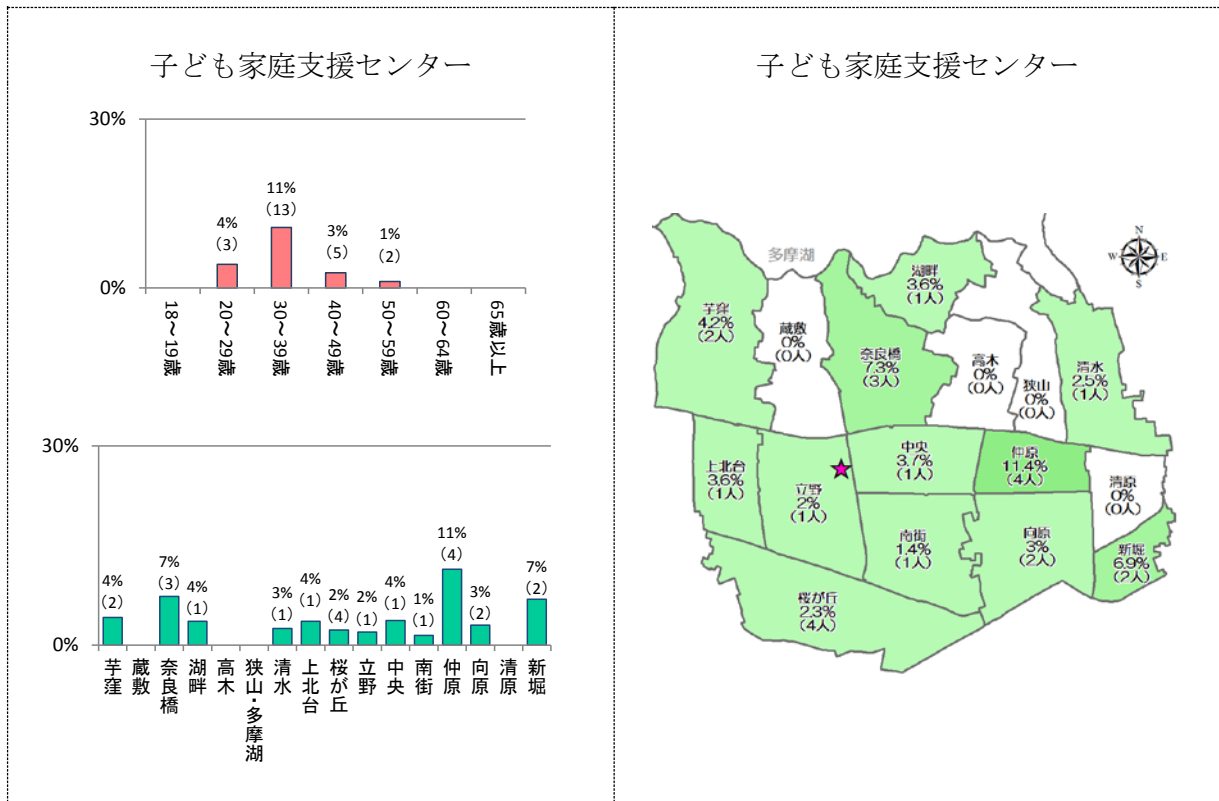 子ども家庭支援センター
30%
0%
4%
（3）
11%
（13）
3%
（5）
1%
（2）
18～19歳
20～29歳
30～39歳
40～49歳
50～59歳
60～64歳
65歳以上
30%
0%
4%
（2）
7%
（3）
4%
（1）
3%
（1）
4%
（1）
2%
（4）
2%
（1）
4%
（1）
1%
（1）
11%
（4）
3%
（2）
7%
（2）
芋窪
蔵敷
奈良橋
湖畔
高木
狭山・多摩湖
清水
上北台
桜が丘
立野
中央
南街
仲原
向原
清原
新堀
子ども家庭支援センター
N
W
E
S
多摩湖
湖畔
3.6%
(1人)
芋窪
4.2%
(2人)
蔵敷
0%
(0人)
奈良橋
7.3%
(3人)
高木
0%
(0人)
狭山
0%
(0人)
清水
2.5%
(1人)
上北台
3.6%
(1人)
立野
2%
(1人)
中央
3.7%
(1人)
仲原
11.4%
(4人)
清原
0%
(0人)
南街
1.4%
(1人)
向原
3%
(2人)
新堀
6.9%
(2人)
桜が丘
2.3%
(4人)